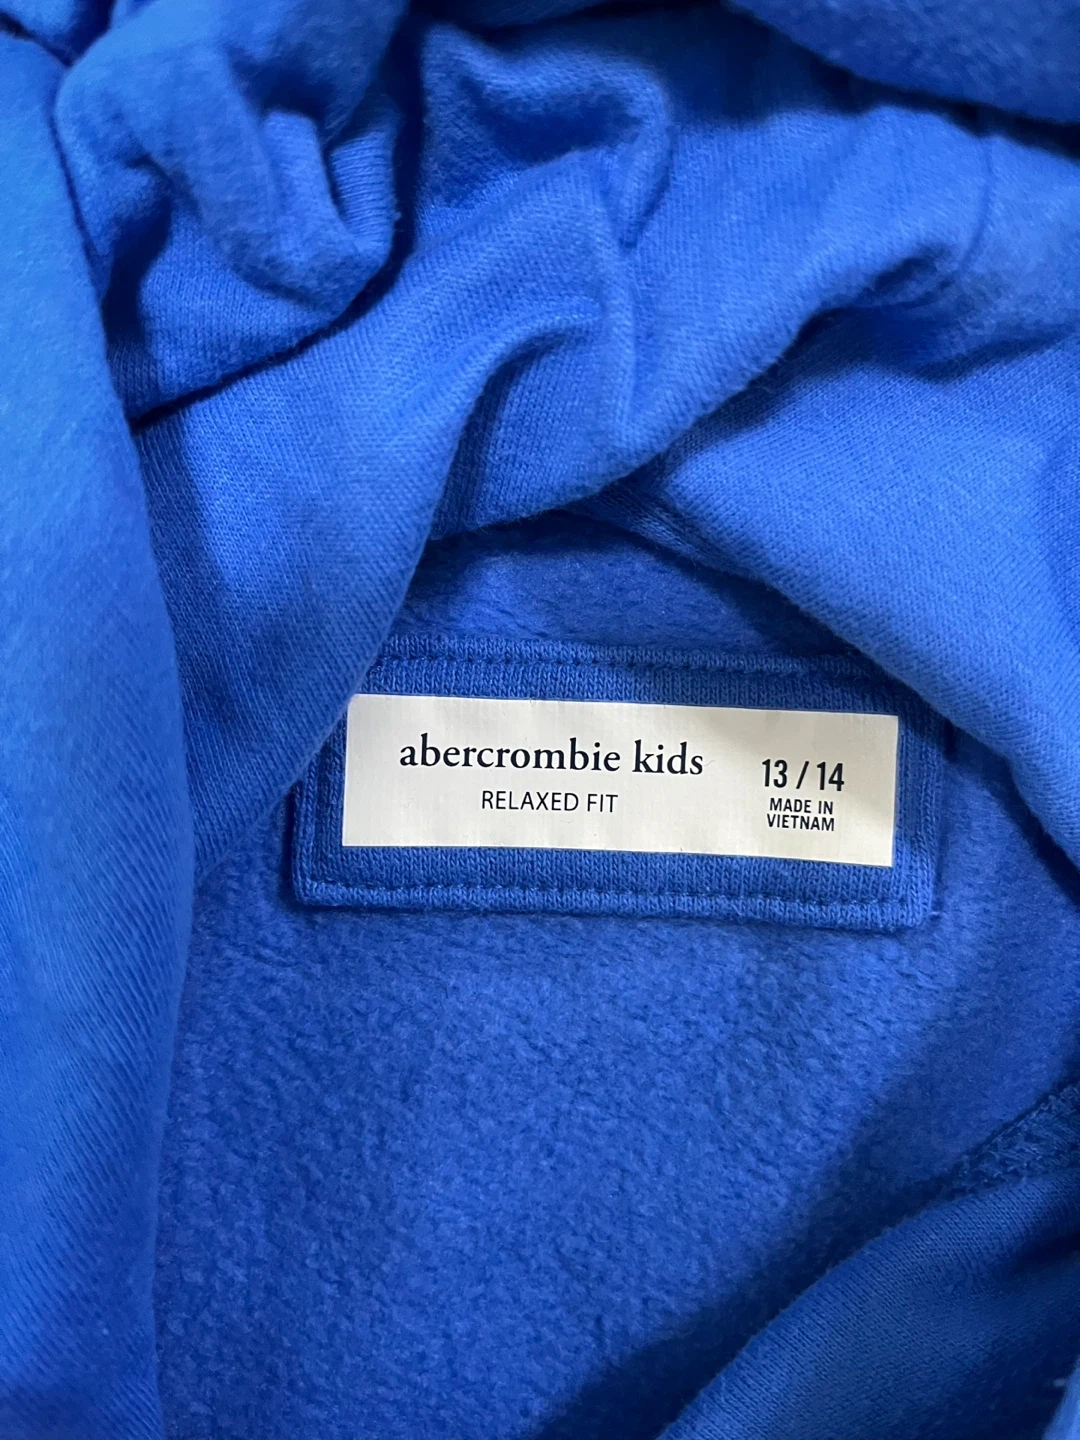 abercrombie kids
RELAXED FIT
13 / 14
MADE IN
VIETNAM